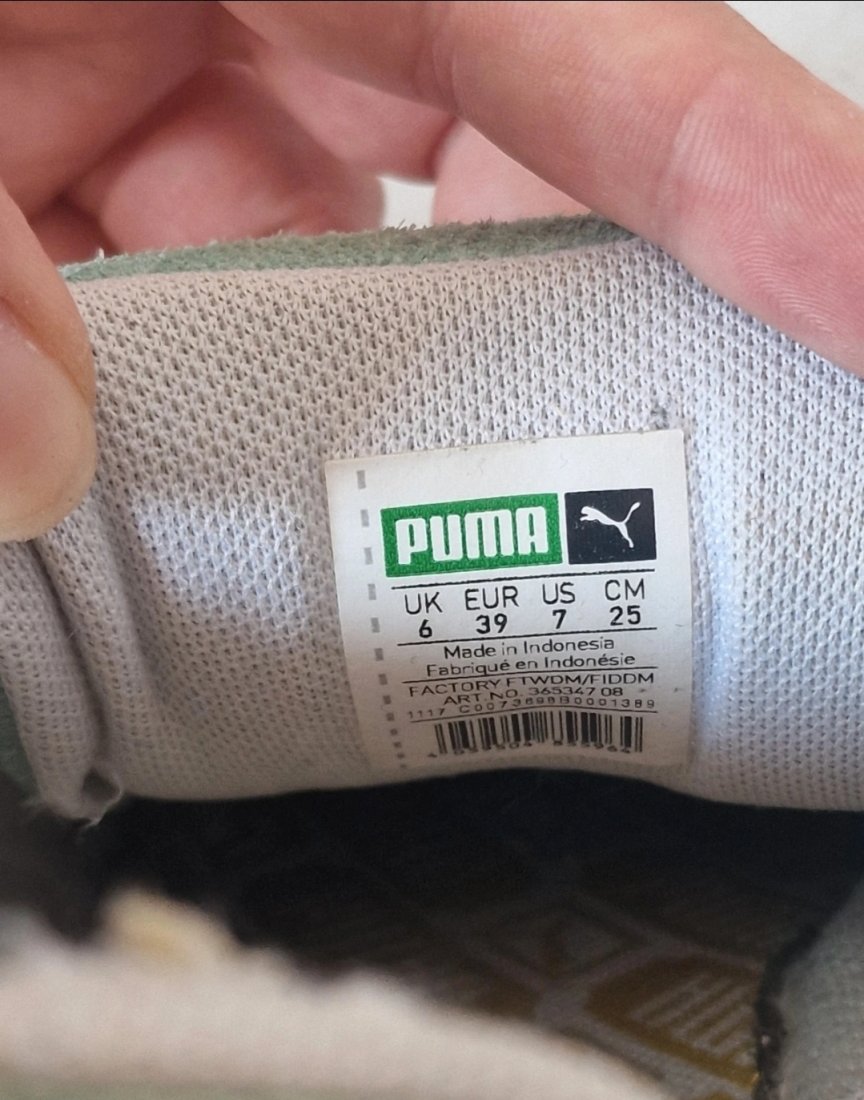 PUMA
UK EUR US CM
6 39 7 25
Made in Indonesia
Fabriqué en Indonésie
FACTORY FTWDM/FIDDM
ART.NO. 365347 08
1117